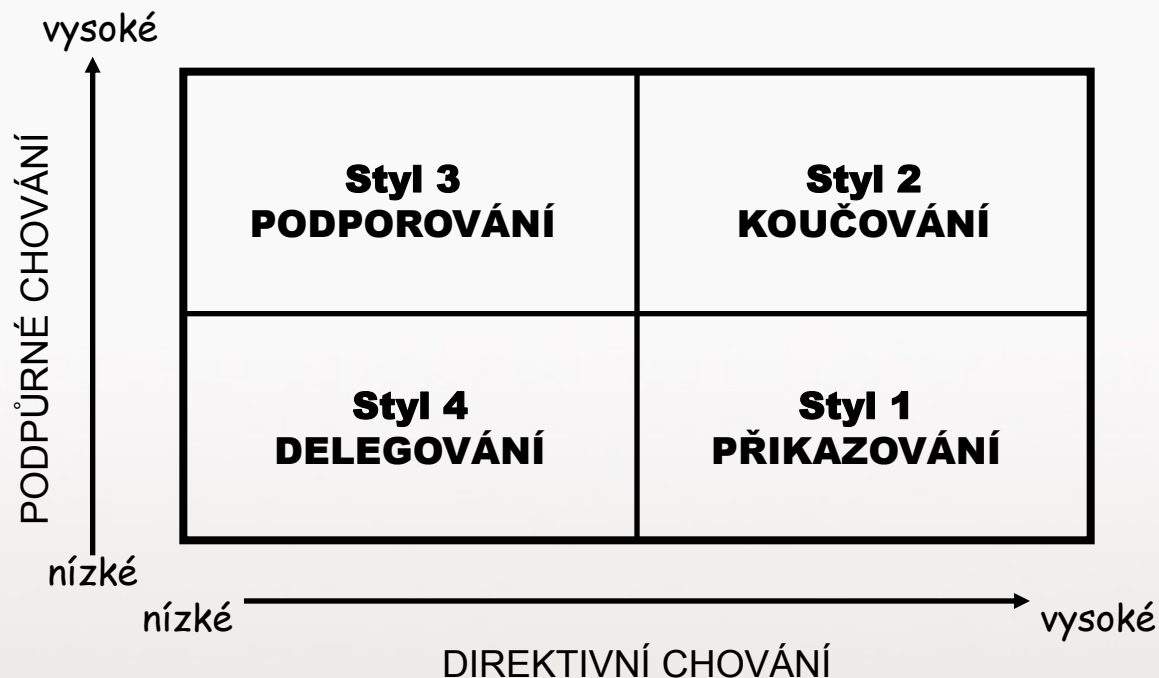 vysoké
PODPŮRNÉ CHOVÁNÍ
Styl 3
PODPOROVÁNÍ
Styl 2
KOUČOVÁNÍ
Styl 4
DELEGOVÁNÍ
Styl 1
PŘIKAZOVÁNÍ
nízké
nízké
vysoké
DIREKTIVNÍ CHOVÁNÍ